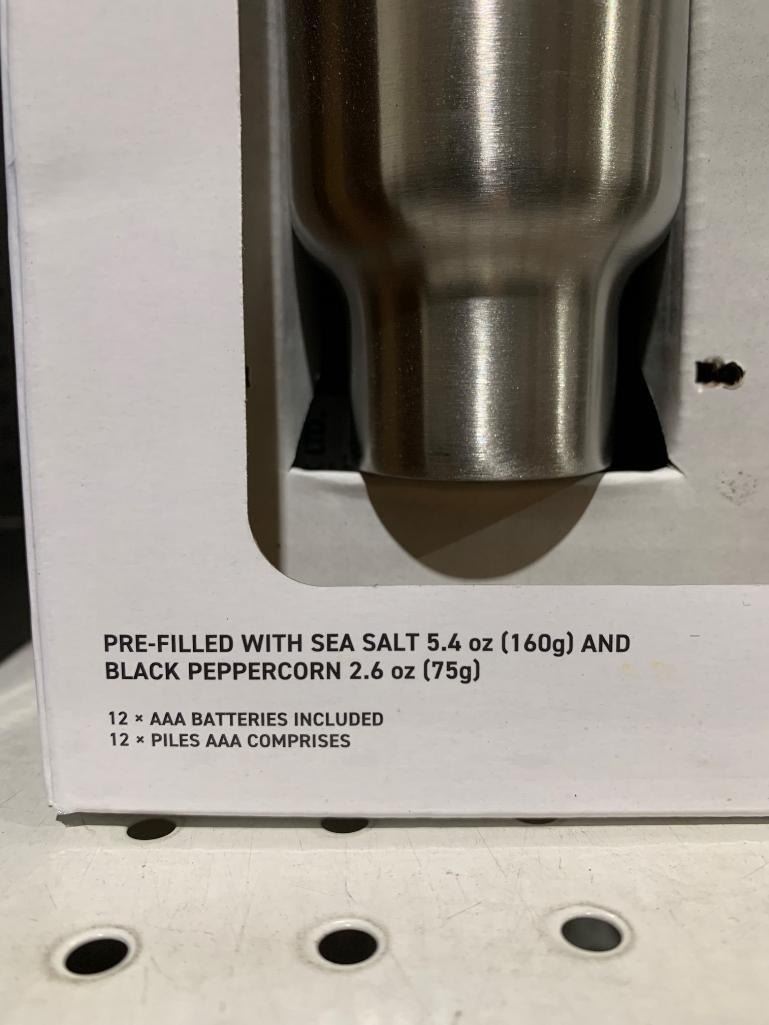 PRE-FILLED WITH SEA SALT 5.4 oz (160g) AND
BLACK PEPPERCORN 2.6 oz (75g)
12 × AAA BATTERIES INCLUDED
12 × PILES AAA COMPRISES